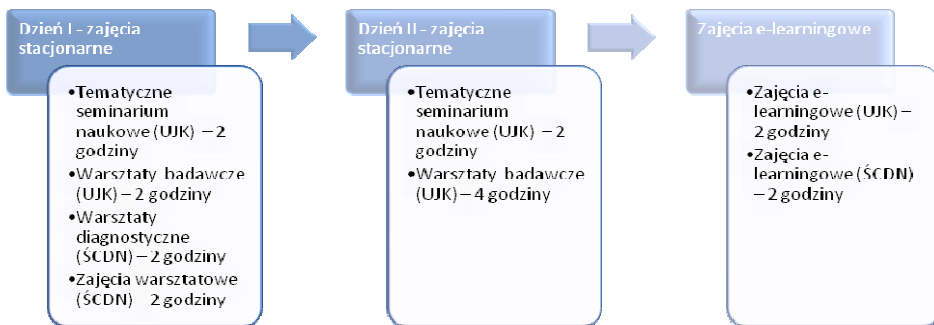 Dzień I - zajęcia
stacjonarne
•Tematyczne
seminarium
naukowe (UJK) – 2
godziny
•Warsztaty badawcze
(UJK) – 2 godziny
•Warsztaty
diagnostyczne
(ŚCDN) – 2 godziny
•Zajęcia warsztatowe
(ŚCDN) 2 godziny
Dzień II - zajęcia
stacjonarne
•Tematyczne
seminarium
naukowe (UJK) – 2
godziny
•Warsztaty badawcze
(UJK) – 4 godziny
Zajęcia e-learningowe
•Zajęcia e-
learningowe (UJK) –
2 godziny
•Zajęcia e-
learningowe (ŚCDN)
– 2 godziny